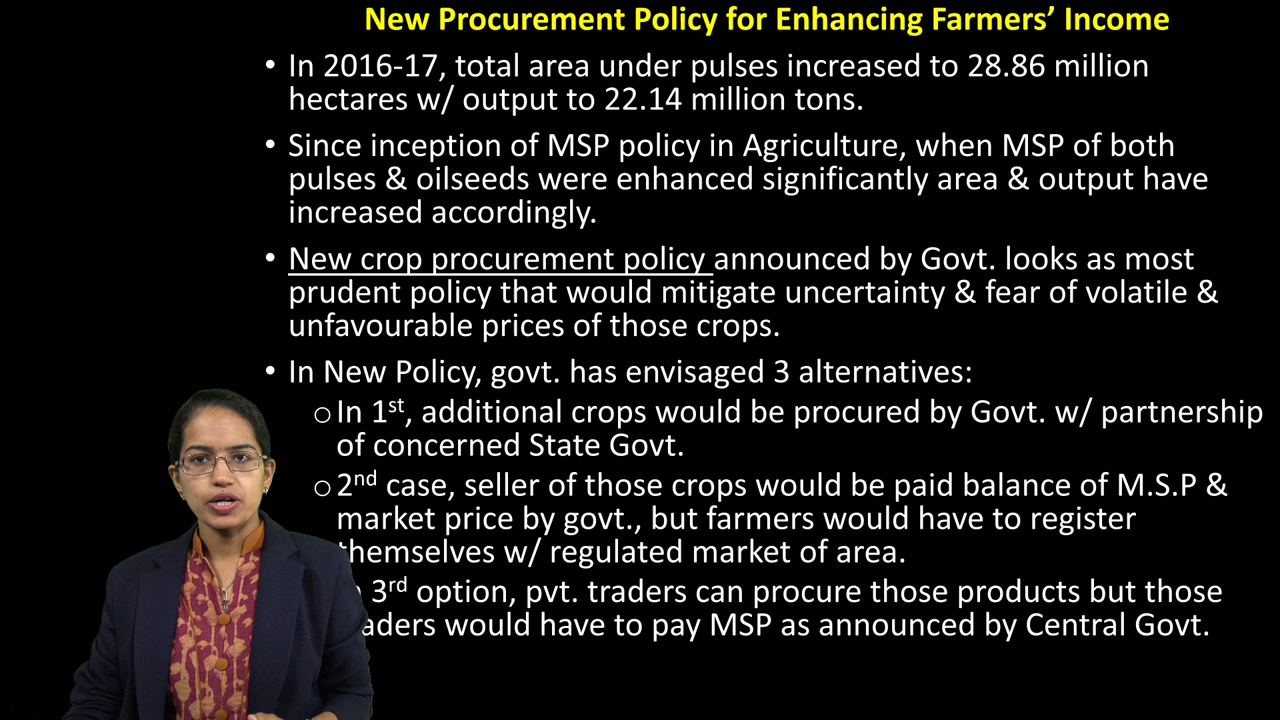 New Procurement Policy for Enhancing Farmers' Income
• In 2016-17, total area under pulses increased to 28.86 million
hectares w/ output to 22.14 million tons.
• Since inception of MSP policy in Agriculture, when MSP of both
pulses & oilseeds were enhanced significantly area & output have
increased accordingly.
• New crop procurement policy announced by Govt. looks as most
prudent policy that would mitigate uncertainty & fear of volatile &
unfavourable prices of those crops.
• In New Policy, govt. has envisaged 3 alternatives:
o In 1st, additional crops would be procured by Govt. w/ partnership
of concerned State Govt.
o 2nd case, seller of those crops would be paid balance of M.S.P &
market price by govt., but farmers would have to register
themselves w/ regulated market of area.
3rd option, pvt. traders can procure those products but those
would have to pay MSP as announced by Central Govt.